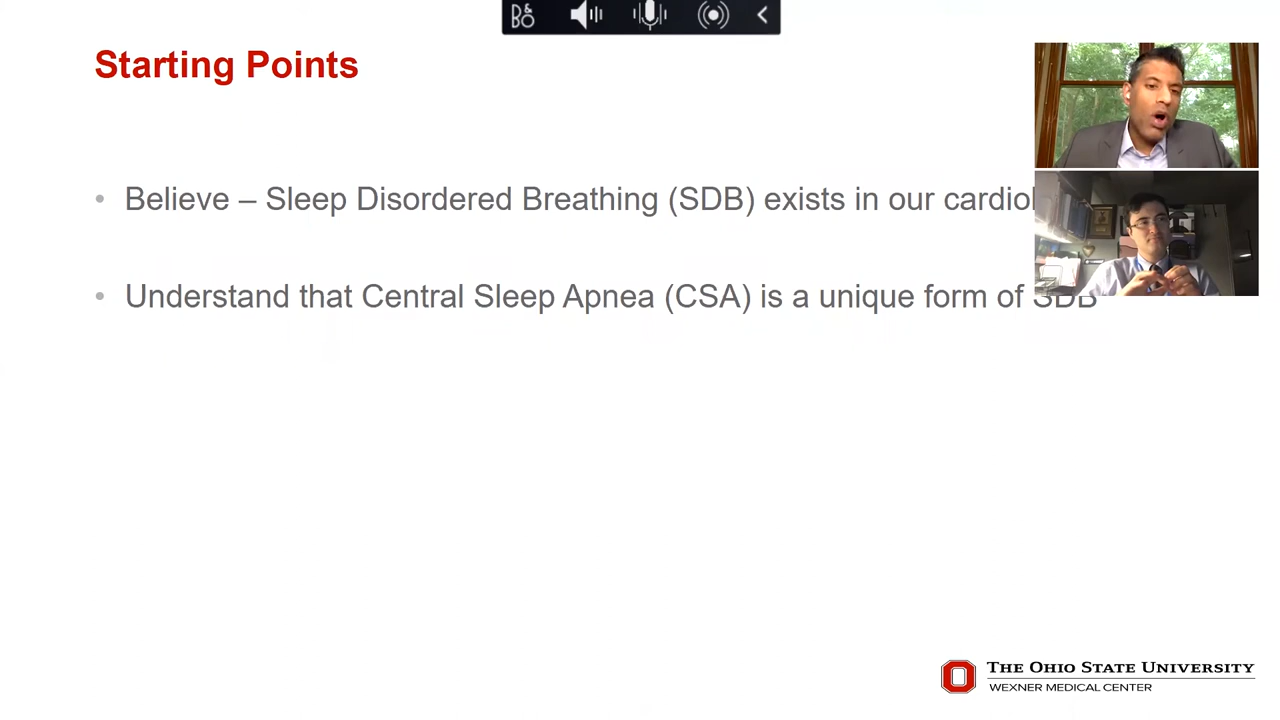 B&O
Starting Points
• Believe – Sleep Disordered Breathing (SDB) exists in our
• Understand that Central Sleep Apnea (CSA) is a unique form of SDB
THE OHIO STATE UNIVERSITY
WEXNER MEDICAL CENTER